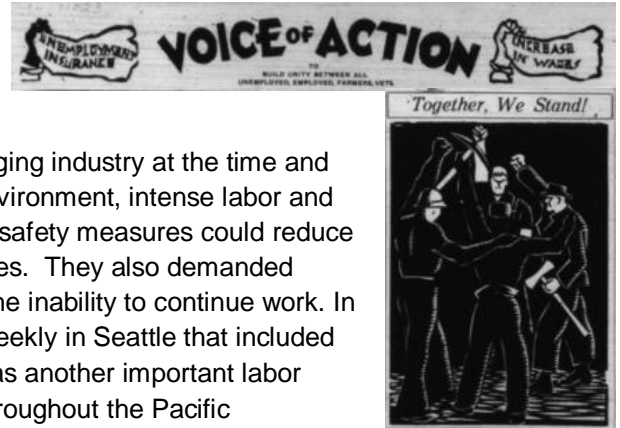 UNEMPLOYMENT
INSURANCE
VOICE OF ACTION
TO
BUILD UNITY BETWEEN ALL
UNEMPLOYED, EMPLOYED, FARMERS, VETS.
INCREASE
IN WAGES
Together, We Stand!
ging industry at the time and
vironment, intense labor and
safety measures could reduce
es.  They also demanded
ne inability to continue work. In
eekly in Seattle that included
as another important labor
roughout the Pacific